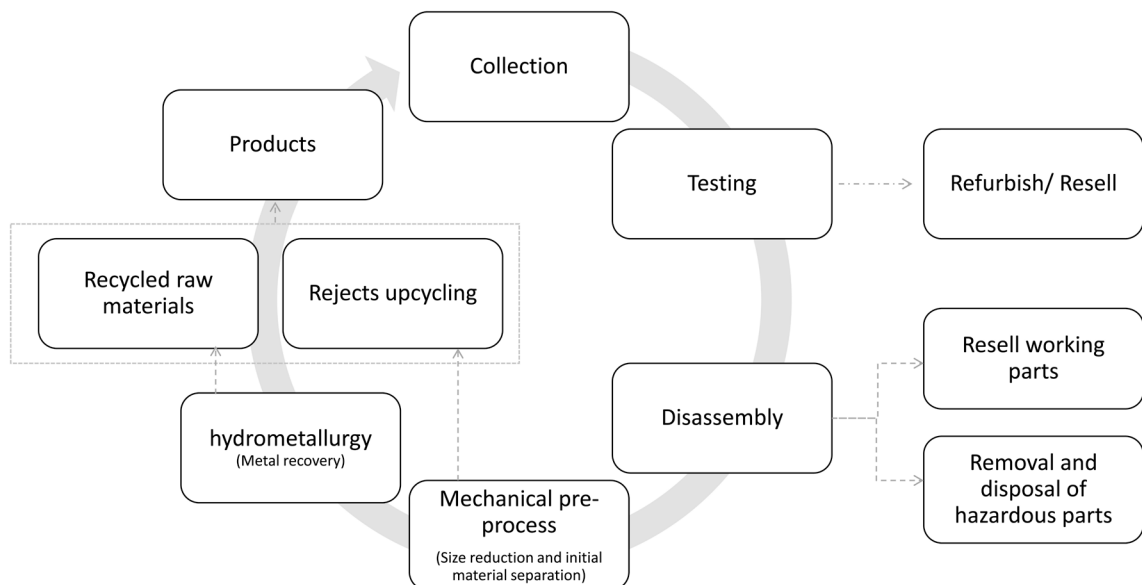 Collection
Products
Testing
Refurbish/ Resell
Recycled raw
materials
Rejects upcycling
Resell working
parts
Disassembly
hydrometallurgy
(Metal recovery)
Removal and
disposal of
hazardous parts
Mechanical pre-
process
(Size reduction and initial
material separation)